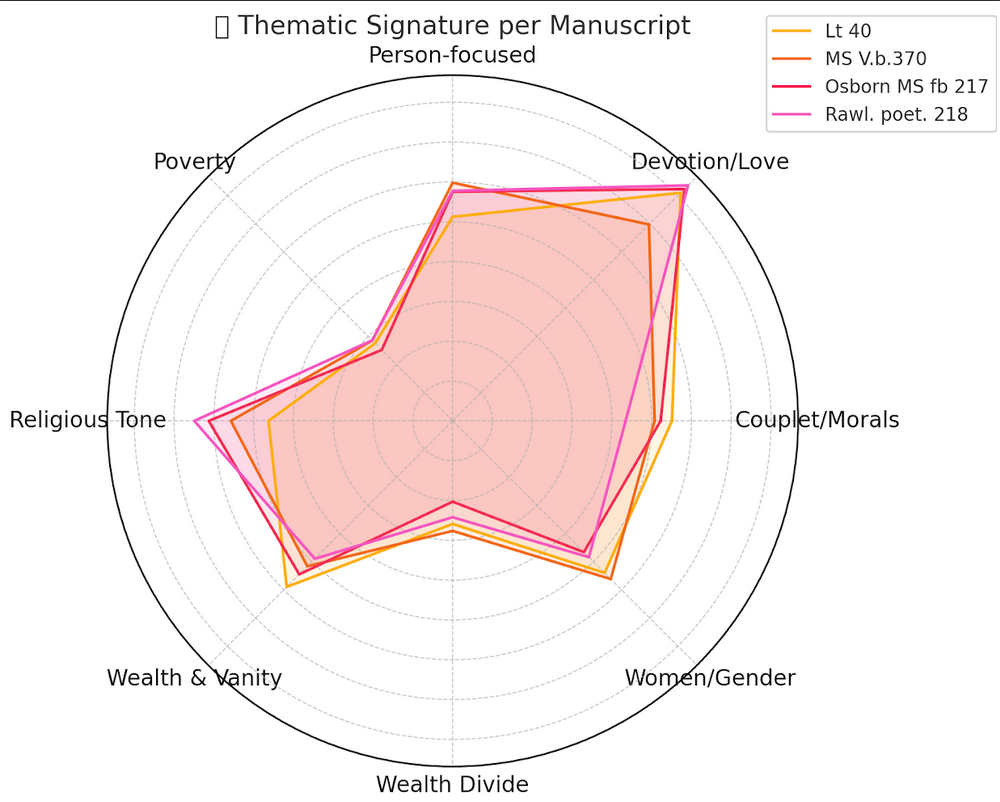 Thematic Signature per Manuscript
Lt 40
MS V.b.370
Osborn MS fb 217
Rawl. poet. 218
Person-focused
Poverty
Devotion/Love
Religious Tone
Couplet/Morals
Wealth & Vanity
Women/Gender
Wealth Divide